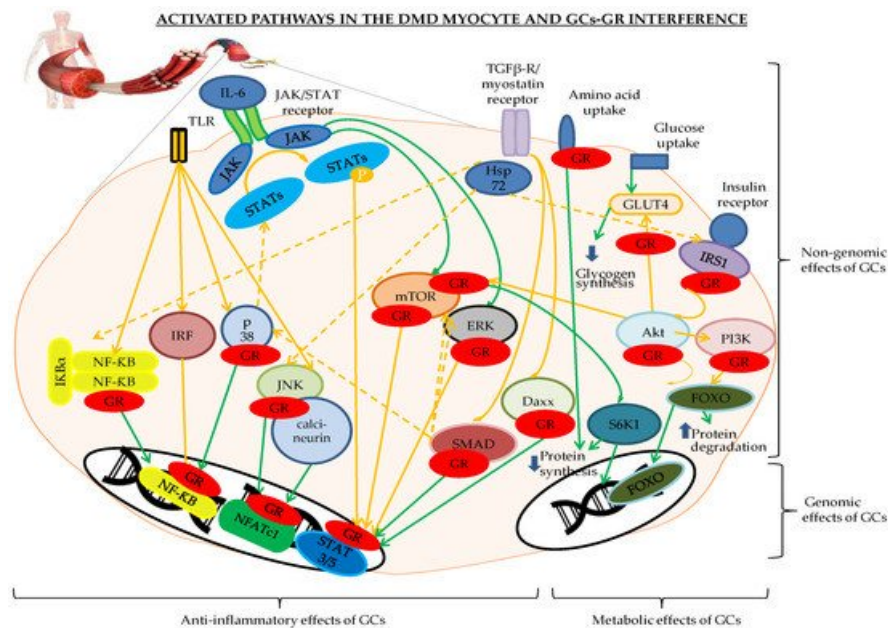 ACTIVATED PATHWAYS IN THE DMD MYOCYTE AND GCs-GR INTERFERENCE
IL-6
JAK/STAT
receptor
TLR
JAK
JAK
STATs
P
STATs
TGFβ-R/
myostatin
receptor
Hsp
72
Amino acid
uptake
GR
Glucose
uptake
GLUT4
Insulin
receptor
IRS1
GR
GR
Glycogen
synthesis
Non-genomic
effects of GCs
mTOR
GR
GR
ERK
GR
Akt
GR
PI3K
GR
FOXO
Protein
degradation
IRF
P
38
GR
IKBα
NF-KB
NF-KB
GR
JNK
GR
calci-
neurin
Daxx
GR
SMAD
GR
S6K1
Protein
synthesis
GR
NF-KB
GR
NFATc1
GR
STAT
3/5
FOXO
Genomic
effects of GCs
Anti-inflammatory effects of GCs
Metabolic effects of GCs